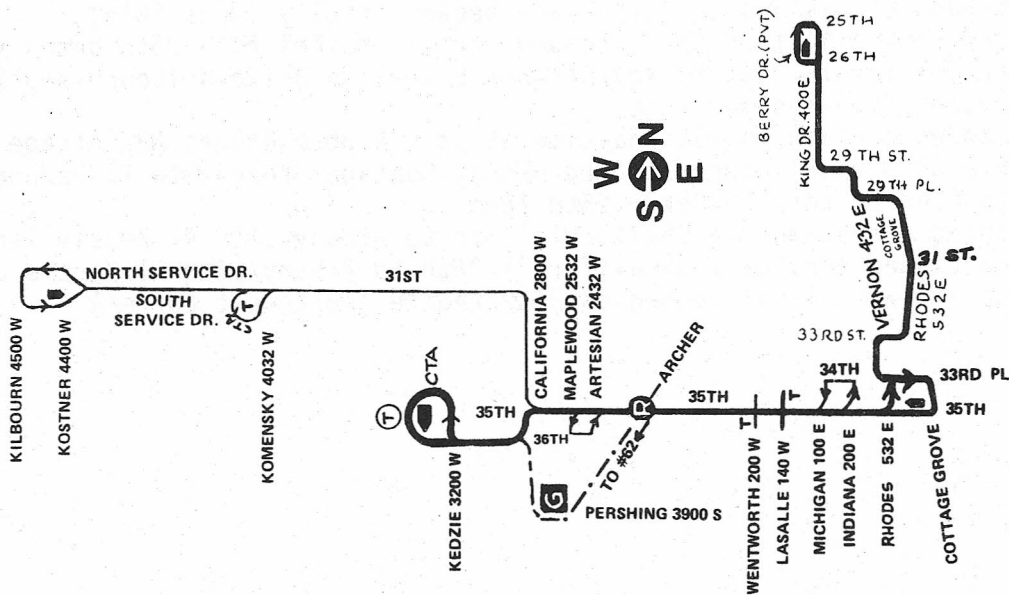 25TH
26TH
BERRY DR. (PVT)
KING DR. 400E
29 TH ST.
29TH PL.
VERNON 432 E
COTTAGE
GROVE
31 ST.
RHODES
532 E
33RD ST.
W
S N
E
NORTH SERVICE DR.
SOUTH
SERVICE DR.
31ST
T
CTA
KILBOURN 4500 W
KOSTNER 4400 W
KOMENSKY 4032 W
CALIFORNIA 2800 W
MAPLEWOOD 2532 W
ARTESIAN 2432 W
T
CTA
35TH
36TH
R
ARCHER
35TH
TO #62
G
PERSHING 3900 S
KEDZIE 3200 W
34TH
33RD PL
35TH
T
T
WENTWORTH 200 W
LASALLE 140 W
MICHIGAN 100 E
INDIANA 200 E
RHODES 532 E
COTTAGE GROVE